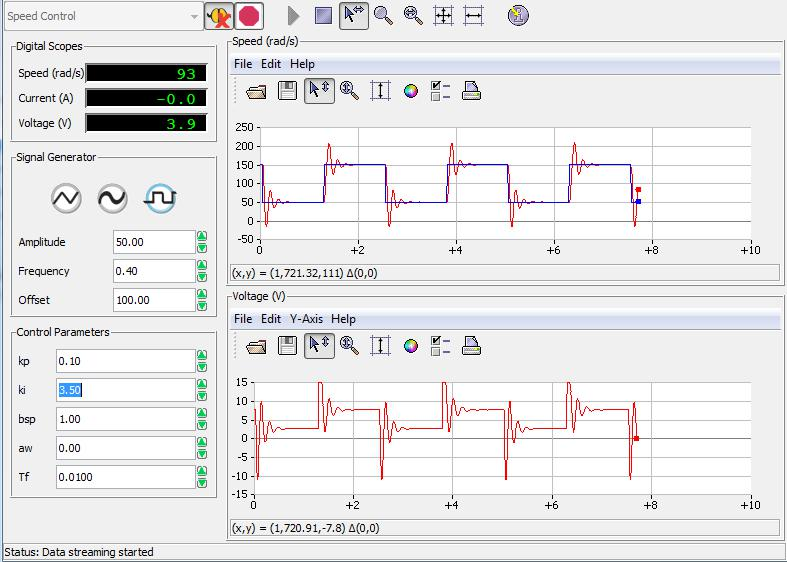 Speed Control
Digital Scopes
Speed (rad/s) 93
Current (A) -0.0
Voltage (V) 3.9
Signal Generator
Amplitude 50.00
Frequency 0.40
Offset 100.00
Control Parameters
kp 0.10
ki 3.50
bsp 1.00
aw 0.00
Tf 0.0100
Speed (rad/s)
File Edit Help
250
200
150
100
50
0
-50
0 +2 +4 +6 +8 +10
(x,y) = (1,721.32,111) Δ(0,0)
Voltage (V)
File Edit Y-Axis Help
15
10
5
0
-5
-10
-15
0 +2 +4 +6 +8 +10
(x,y) = (1,720.91,-7.8) Δ(0,0)
Status: Data streaming started